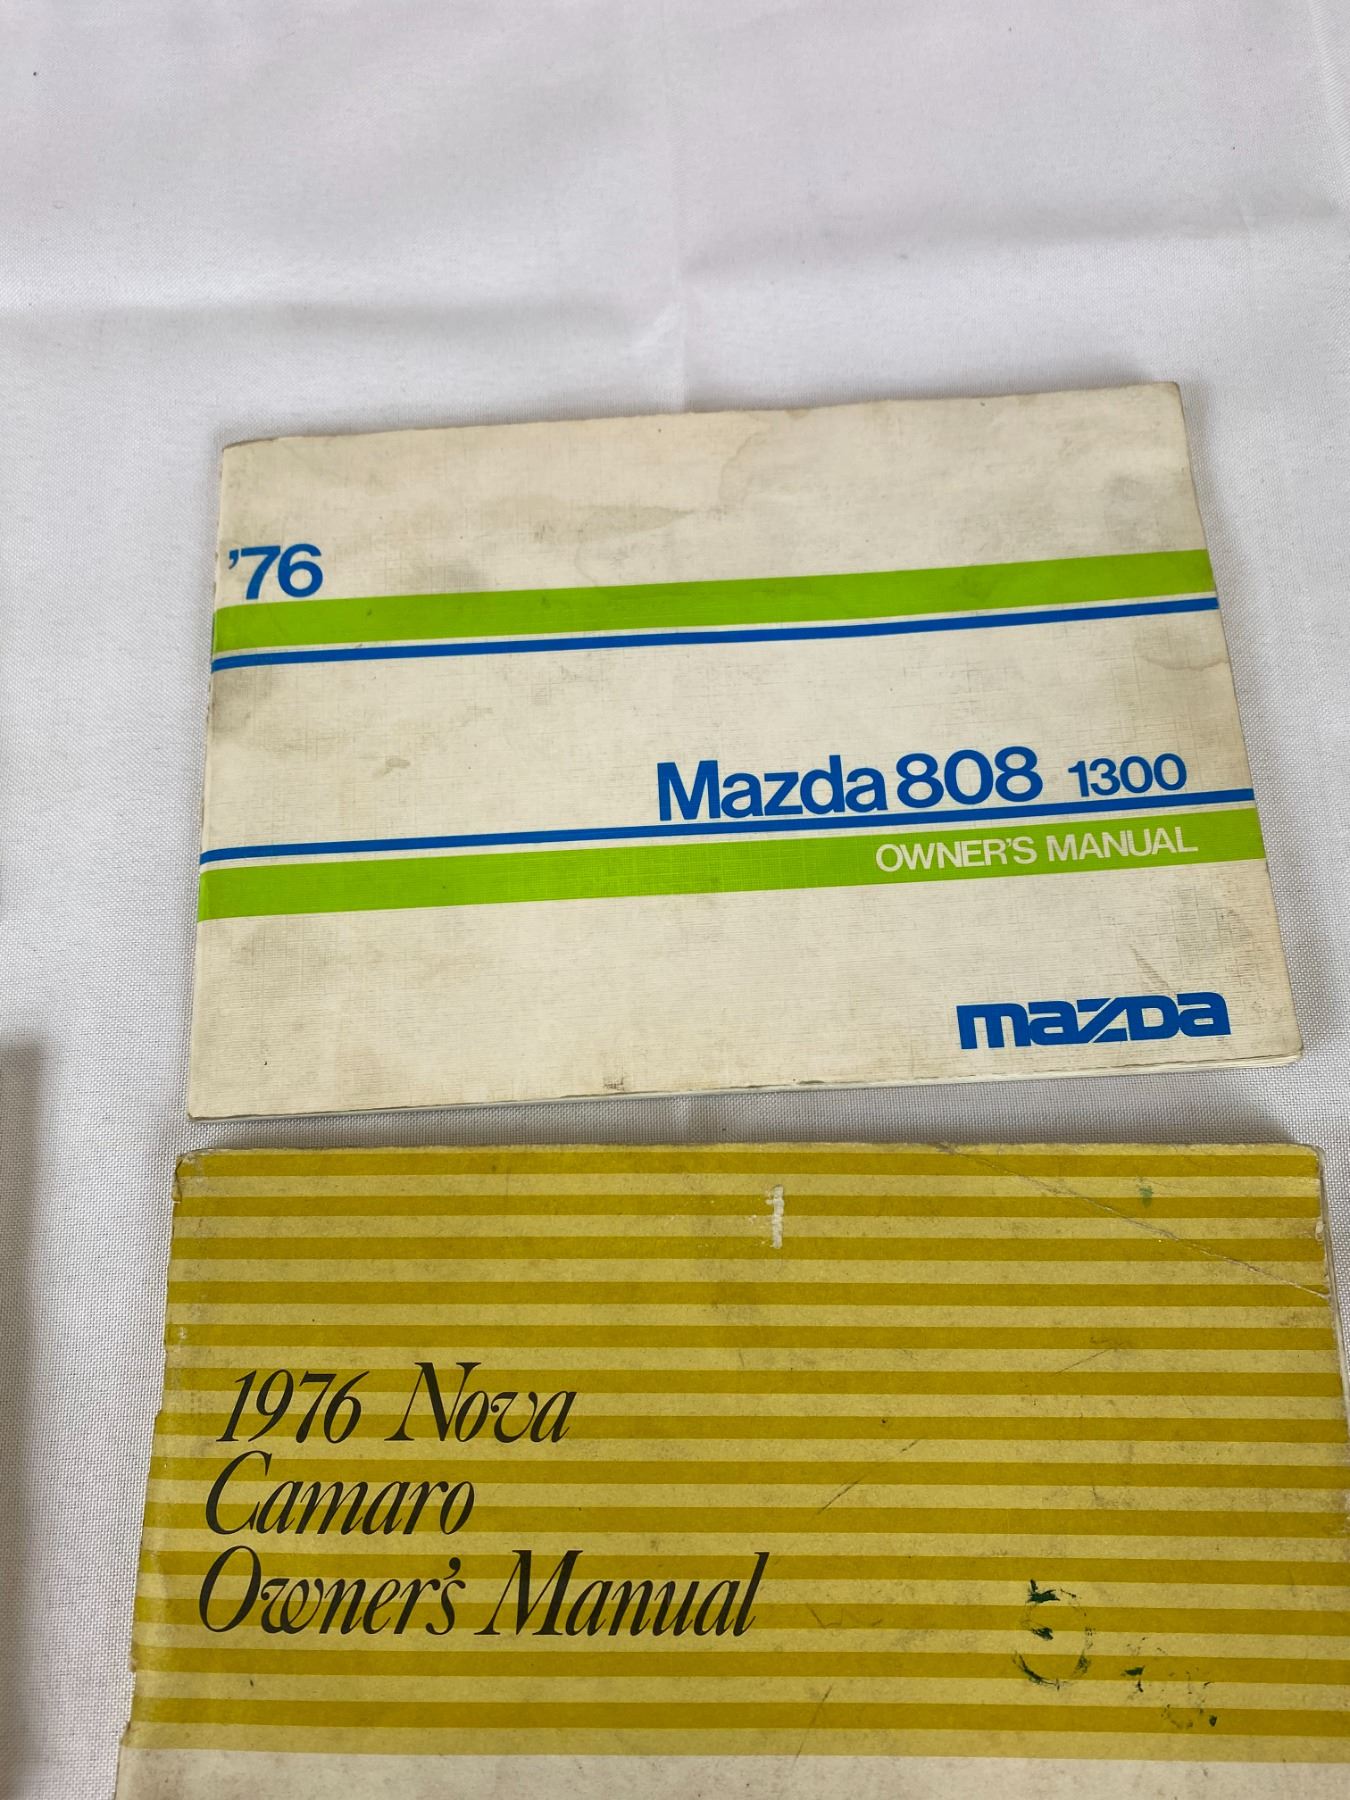 '76
Mazda 808 1300
OWNER'S MANUAL
mazda
1976 Nova
Camaro
Owner's Manual